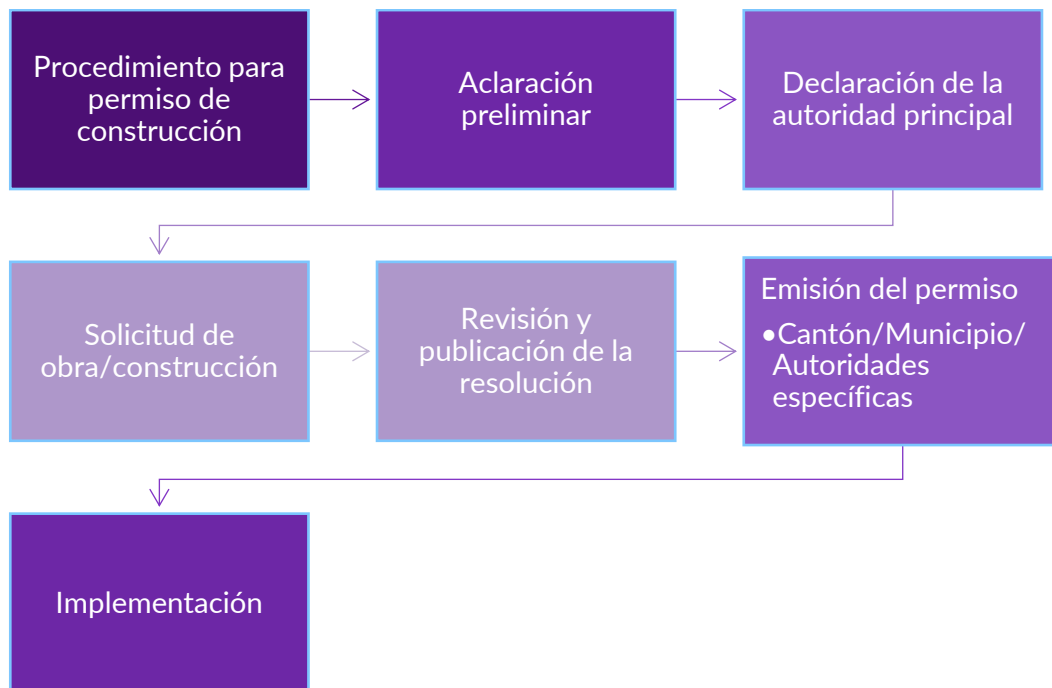 Procedimiento para
permiso de
construcción
Aclaración
preliminar
Declaración de la
autoridad principal
Solicitud de
obra/construcción
Revisión y
publicación de la
resolución
Emisión del permiso
•Cantón/Municipio/
Autoridades
específicas
Implementación